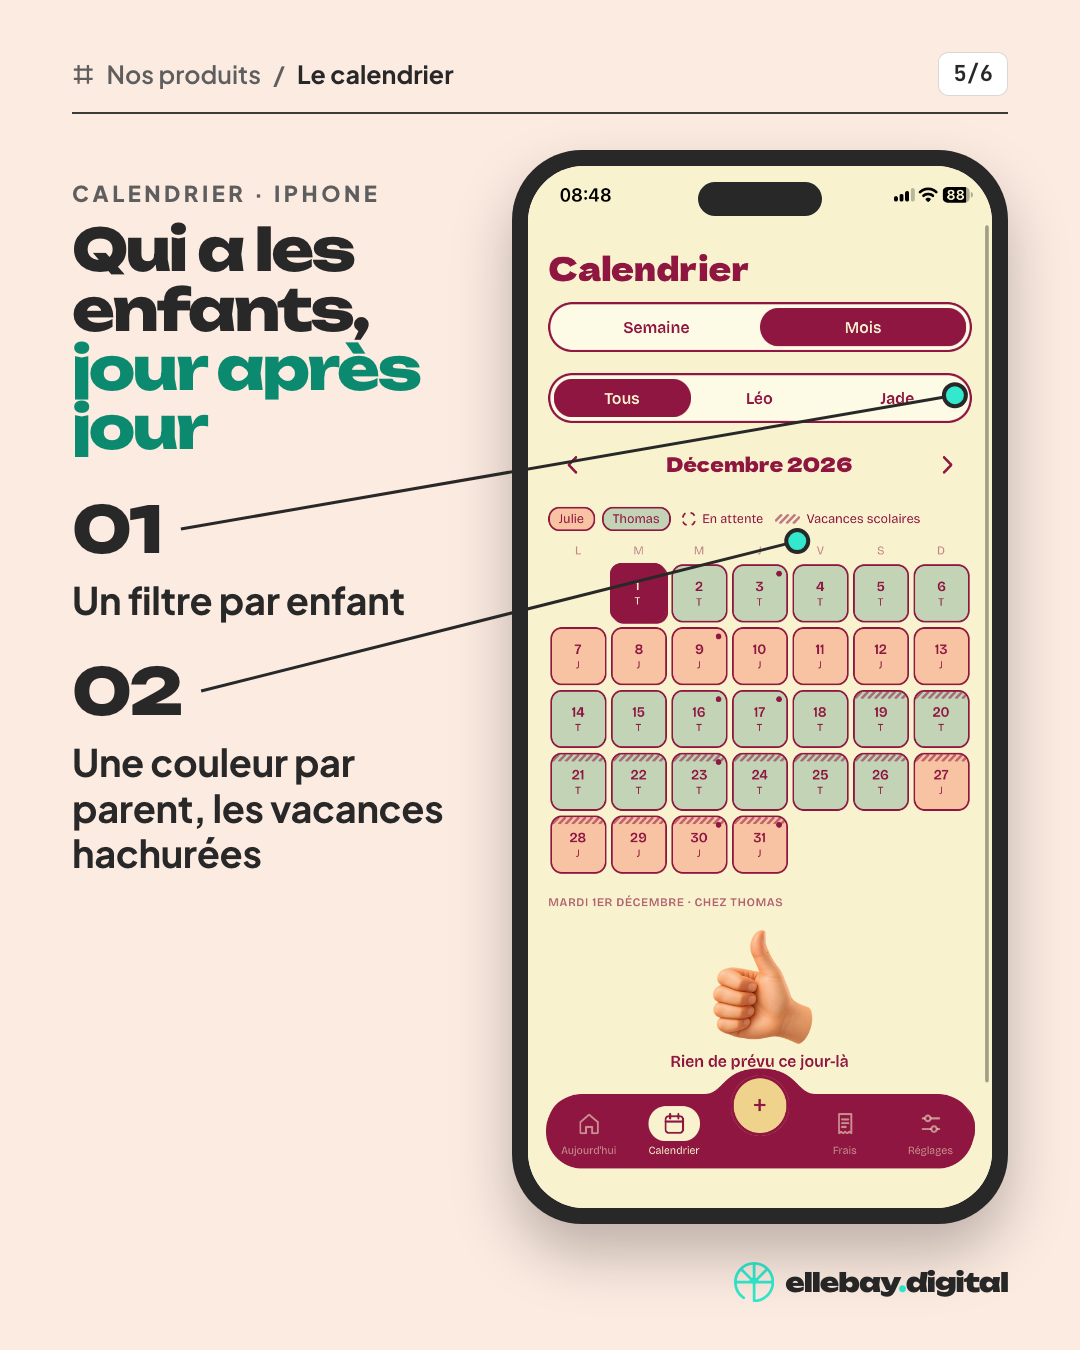 Nos produits / Le calendrier
5/6
CALENDRIER · IPHONE
Qui a les
enfants,
jour après
jour
01
Un filtre par enfant
02
Une couleur par
parent, les vacances
hachurées
08:48
88
Calendrier
Semaine Mois
Tous Léo Jade
Décembre 2026
Julie Thomas En attente Vacances scolaires
L M M J V S D
1 2 3 4 5 6
T T T T T T
7 8 9 10 11 12 13
J J J J J J J
14 15 16 17 18 19 20
T T T T T T T
21 22 23 24 25 26 27
T T T T T T J
28 29 30 31
J J J J
MARDI 1ER DÉCEMBRE · CHEZ THOMAS
Rien de prévu ce jour-là
+
Aujourd'hui Calendrier Frais Réglages
ellebay.digital